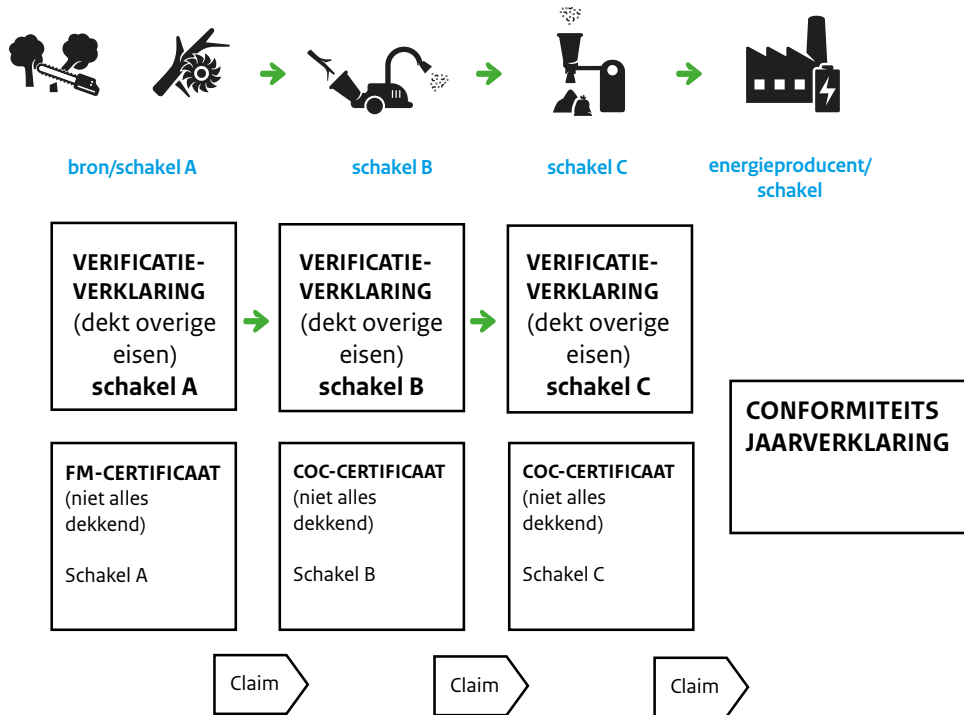 bron/schakel A
schakel B
schakel C
energieproducent/
schakel
VERIFICATIE-
VERKLARING
(dekt overige
eisen)
schakel A
VERIFICATIE-
VERKLARING
(dekt overige
eisen)
schakel B
VERIFICATIE-
VERKLARING
(dekt overige
eisen)
schakel C
CONFORMITEITS
JAARVERKLARING
FM-CERTIFICAAT
(niet alles
dekkend)
Schakel A
COC-CERTIFICAAT
(niet alles
dekkend)
Schakel B
COC-CERTIFICAAT
(niet alles
dekkend)
Schakel C
Claim
Claim
Claim